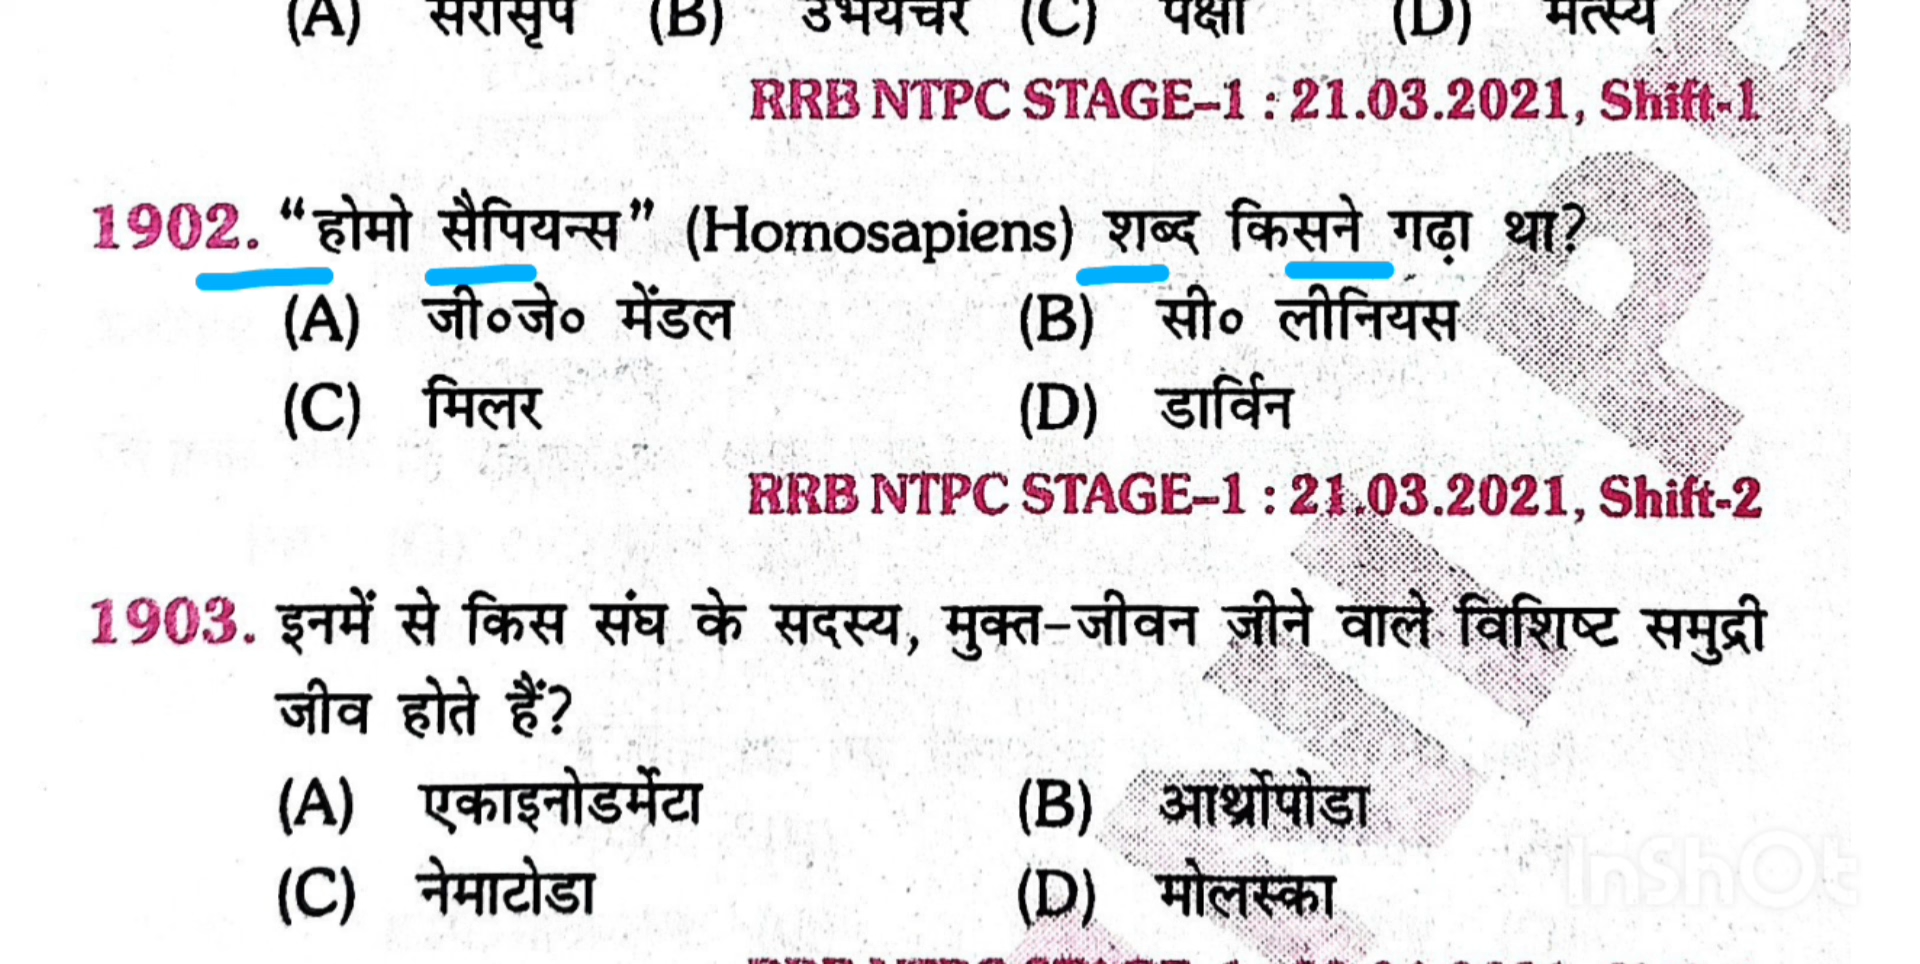 (A) सरीसृप (B) उभयचर (C) पक्षी (D) मत्स्य
RRB NTPC STAGE–1 : 21.03.2021, Shift-1
1902. “होमो सैपियन्स” (Homosapiens) शब्द किसने गढ़ा था?
(A) जी०जे० मेंडल (B) सी० लीनियस
(C) मिलर (D) डार्विन
RRB NTPC STAGE–1 : 21.03.2021, Shift-2
1903. इनमें से किस संघ के सदस्य, मुक्त-जीवन जीने वाले विशिष्ट समुद्री
जीव होते हैं?
(A) एकाइनोडर्मेटा (B) आर्थ्रोपोडा
(C) नेमाटोडा (D) मोलस्का
InShOt